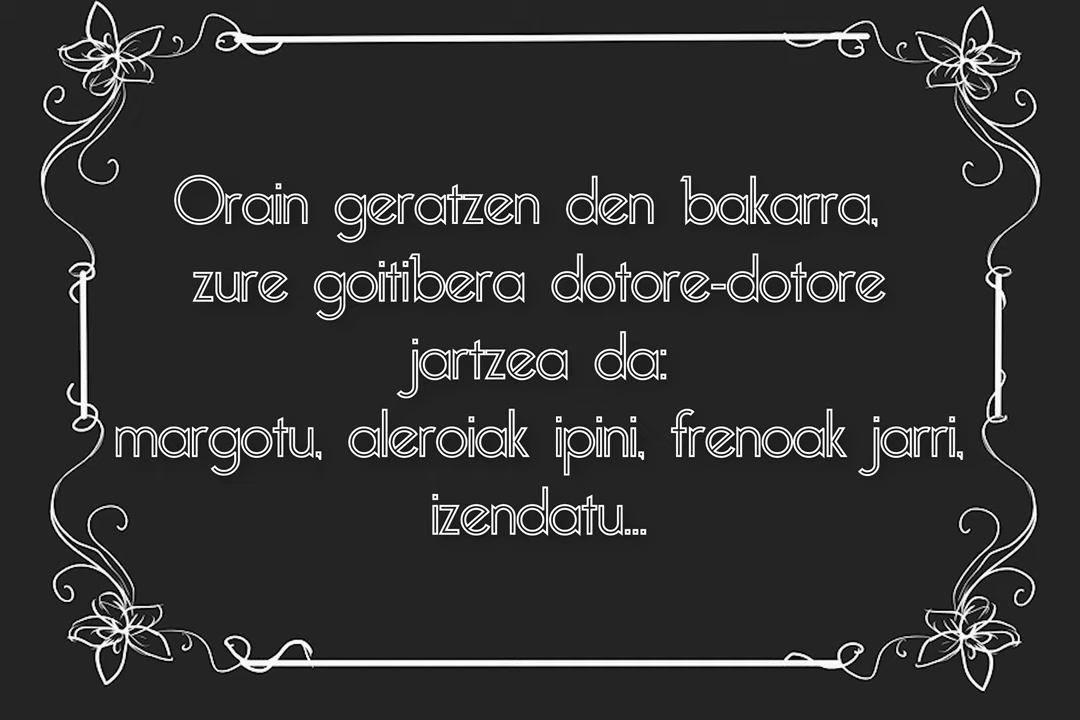 Orain geratzen den bakarra,
zure goitibera dotore-dotore
jartzea da:
margotu, aleroiak ipini, frenoak jarri,
izendatu...